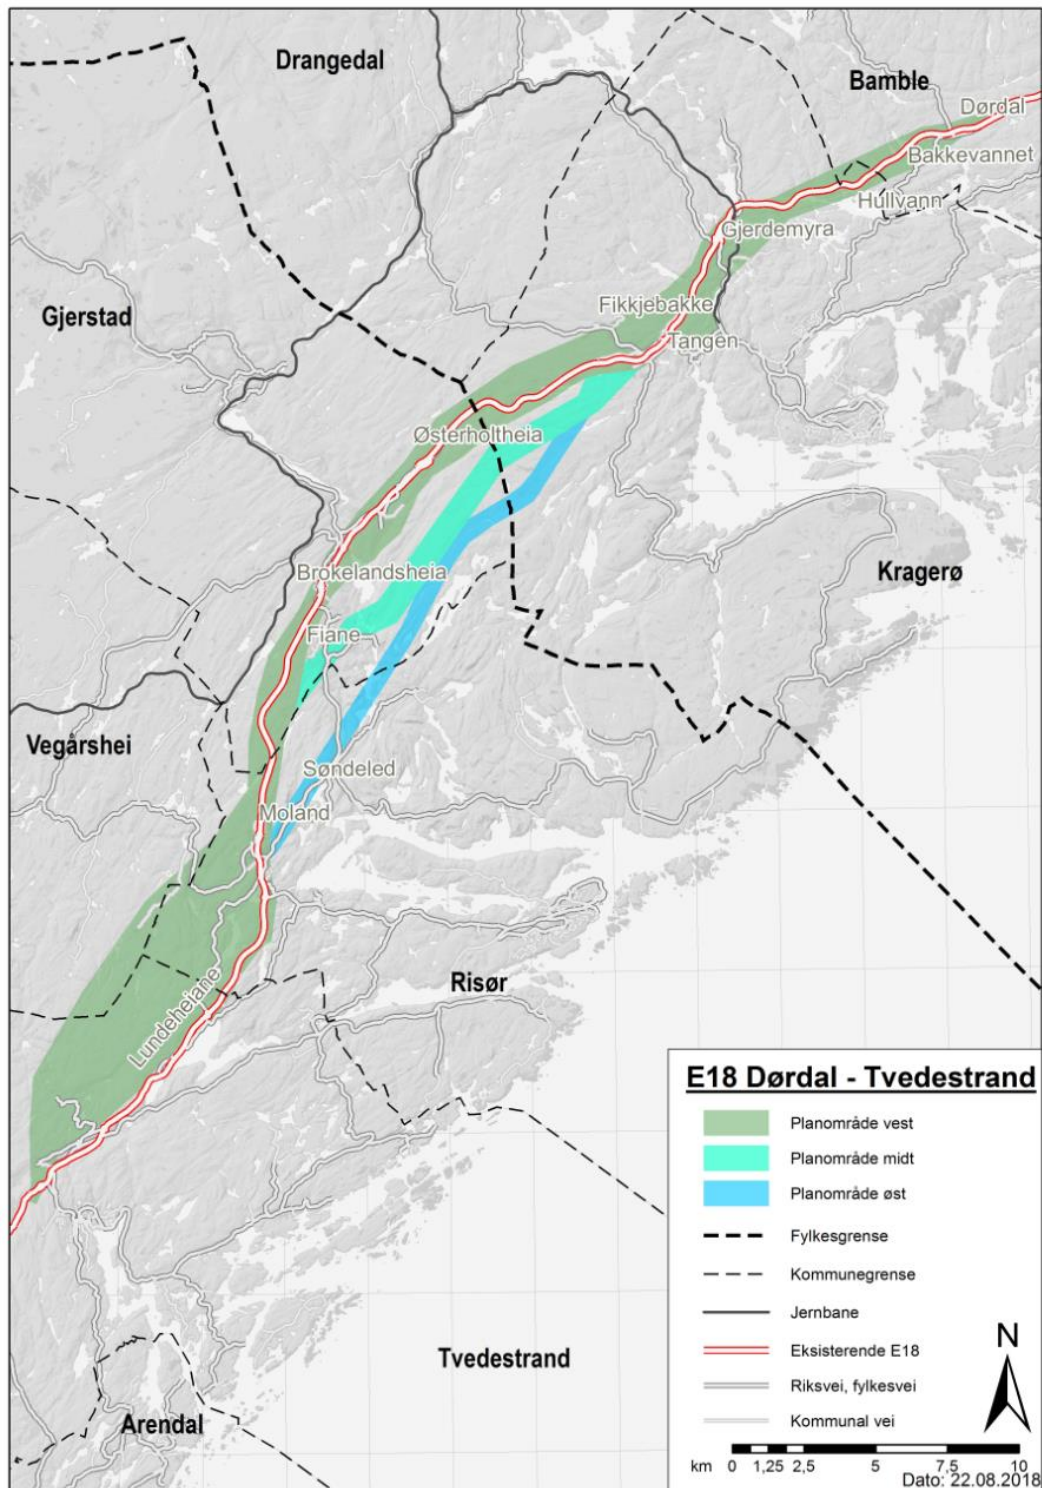 Drangedal
Bamble
Dørdal
Bakkevannet
Hullvann
Gjerdemyra
Gjerstad
Fikkjebakke
Tangen
Østerholtheia
Brokelandsheia
Kragerø
Fiane
Vegårshei
Søndeled
Moland
Lundeheiane
Risør
E18 Dørdal - Tvedestrand
Planområde vest
Planområde midt
Planområde øst
Fylkesgrense
Kommunegrense
Jernbane
Eksisterende E18
Riksvei, fylkesvei
Kommunal vei
N
km 0 1,25 2,5 5 7,5 10
Dato: 22.08.2018
Tvedestrand
Arendal